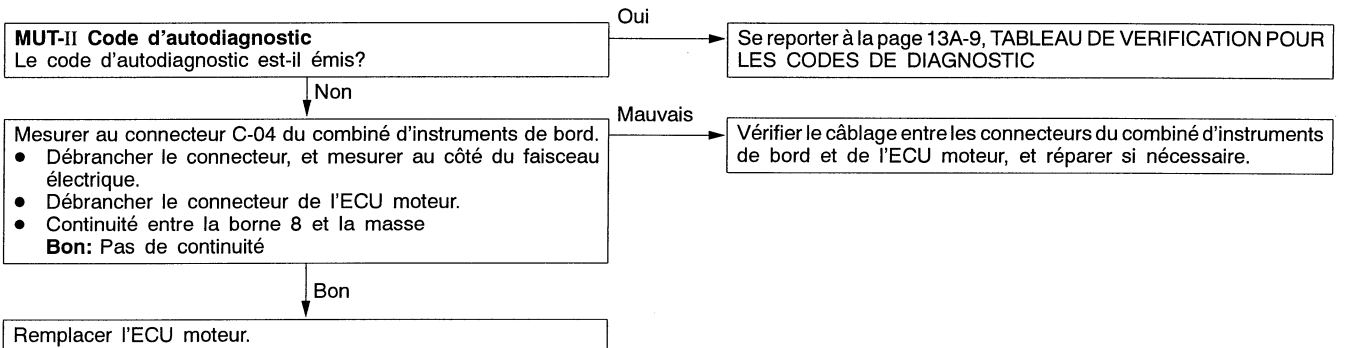 Oui
MUT-II Code d'autodiagnostic
Le code d'autodiagnostic est-il émis?
Se reporter à la page 13A-9, TABLEAU DE VERIFICATION POUR
LES CODES DE DIAGNOSTIC
Non
Mauvais
Mesurer au connecteur C-04 du combiné d'instruments de bord.
● Débrancher le connecteur, et mesurer au côté du faisceau
électrique.
● Débrancher le connecteur de l'ECU moteur.
● Continuité entre la borne 8 et la masse
Bon: Pas de continuité
Vérifier le câblage entre les connecteurs du combiné d'instruments
de bord et de l'ECU moteur, et réparer si nécessaire.
Bon
Remplacer l'ECU moteur.